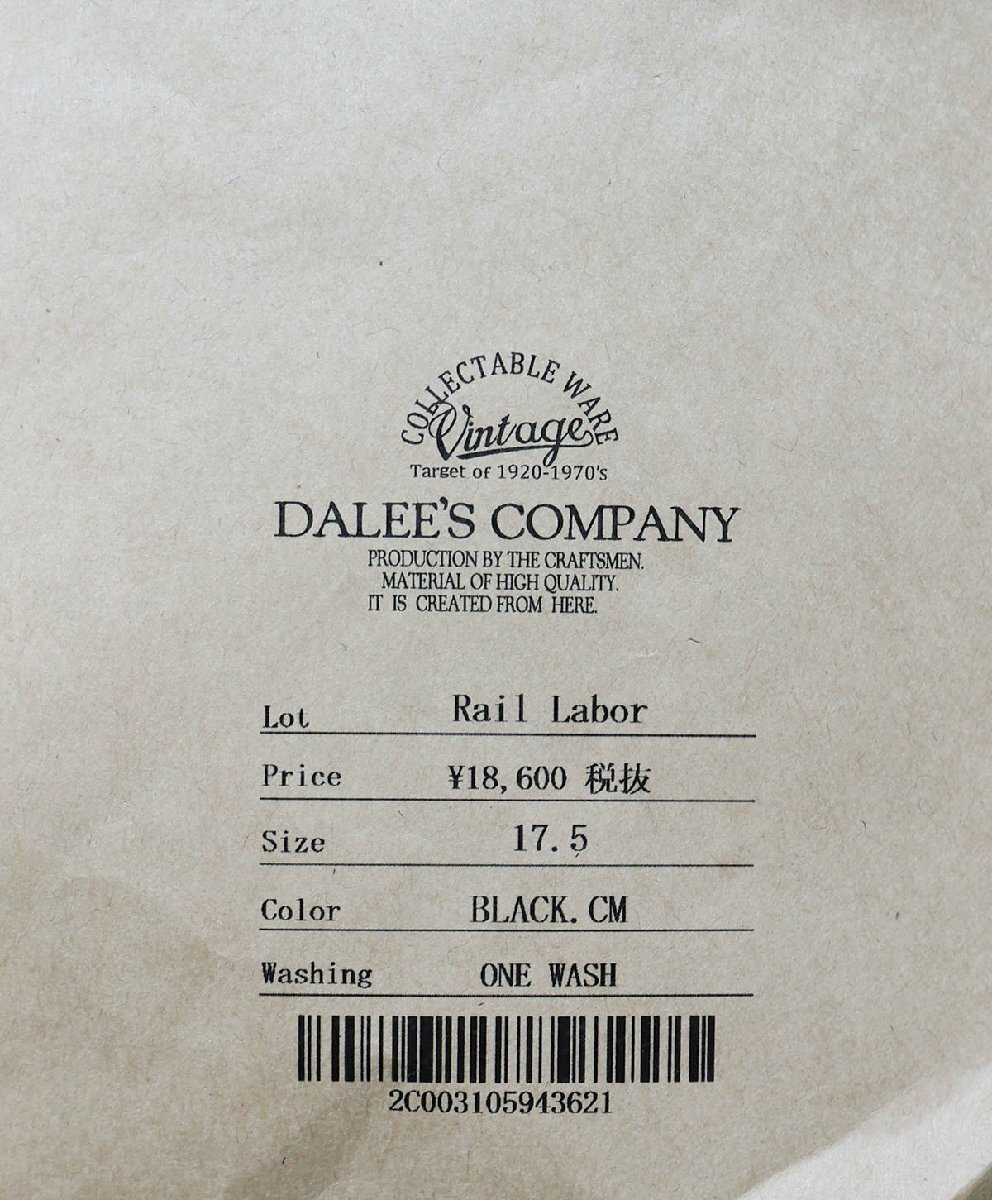 COLLECTABLE WARE
Vintage
Target of 1920-1970's
DALEE'S COMPANY
PRODUCTION BY THE CRAFTSMEN.
MATERIAL OF HIGH QUALITY.
IT IS CREATED FROM HERE.
Lot Rail Labor
Price ¥18,600 税抜
Size 17.5
Color BLACK.CM
Washing ONE WASH
2C003105943621